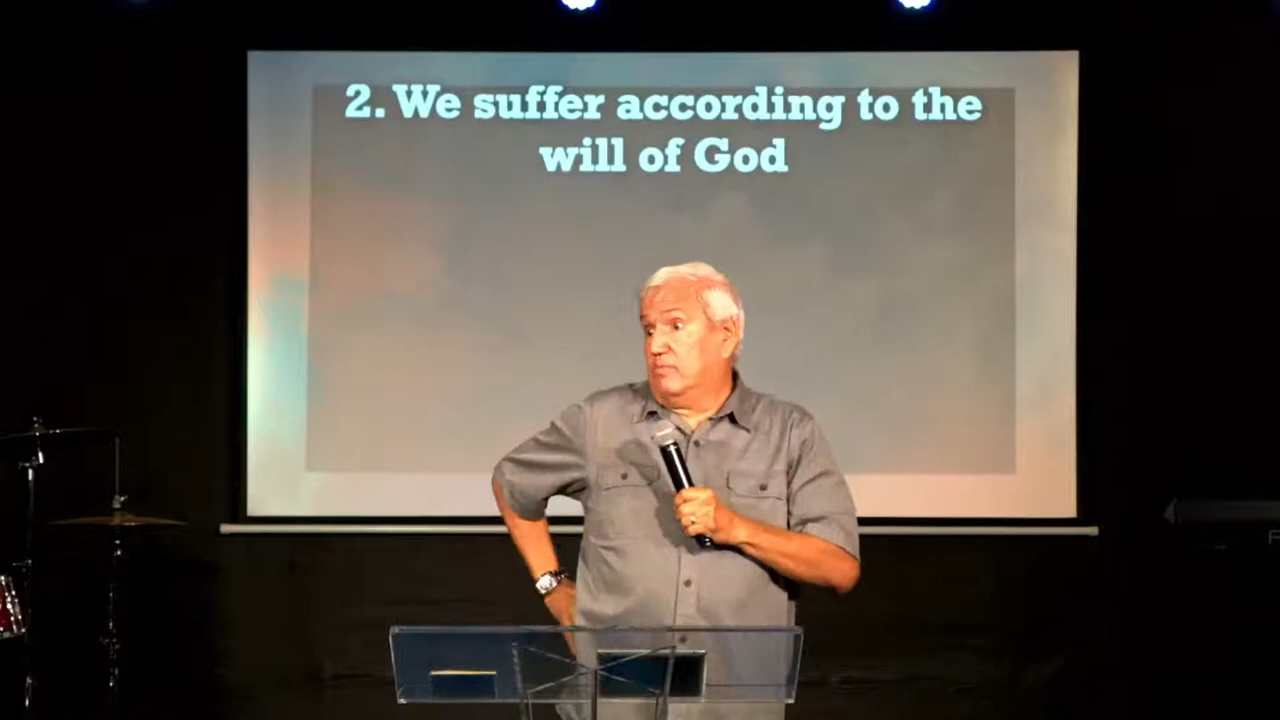 2. We suffer according to the
will of God